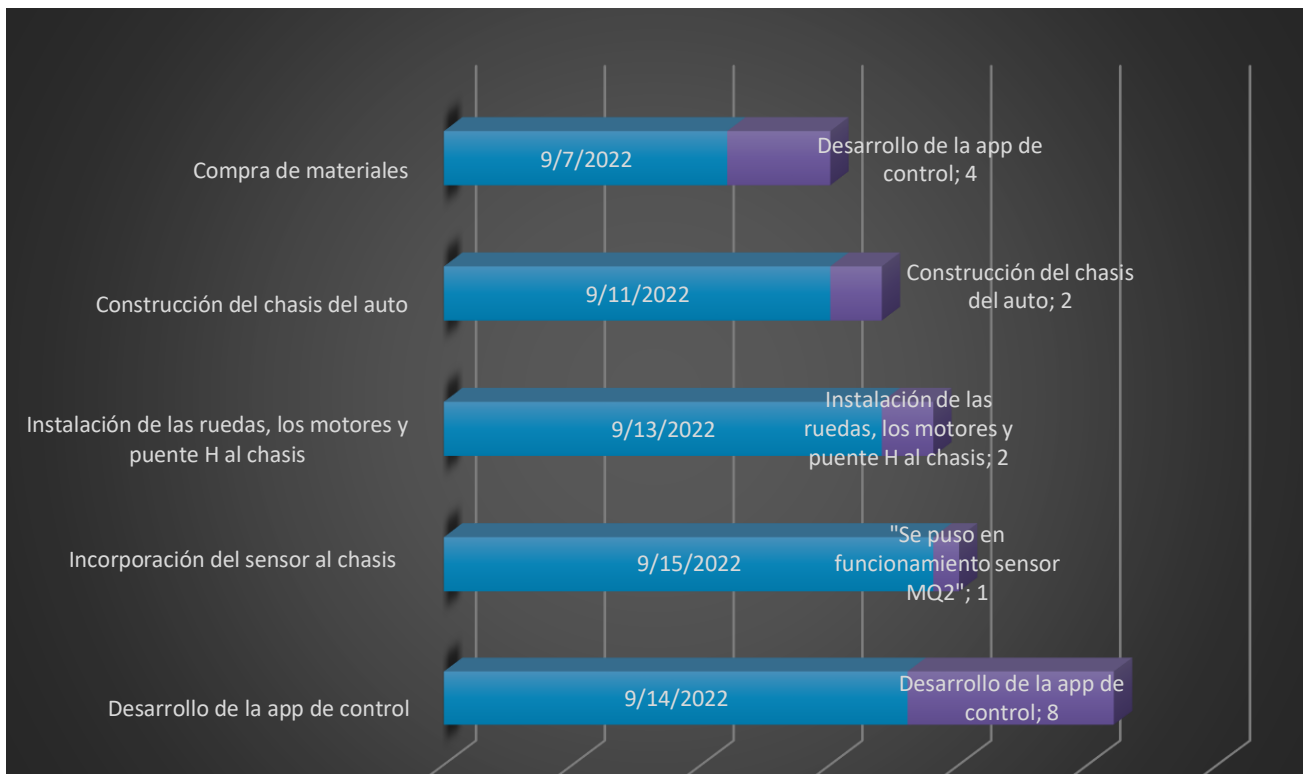 Compra de materiales
9/7/2022
Desarrollo de la app de
control; 4
Construcción del chasis del auto
9/11/2022
Construcción del chasis
del auto; 2
Instalación de las ruedas, los motores y
puente H al chasis
9/13/2022
Instalación de las
ruedas, los motores y
puente H al chasis; 2
Incorporación del sensor al chasis
9/15/2022
"Se puso en
funcionamiento sensor
MQ2"; 1
Desarrollo de la app de control
9/14/2022
Desarrollo de la app de
control; 8